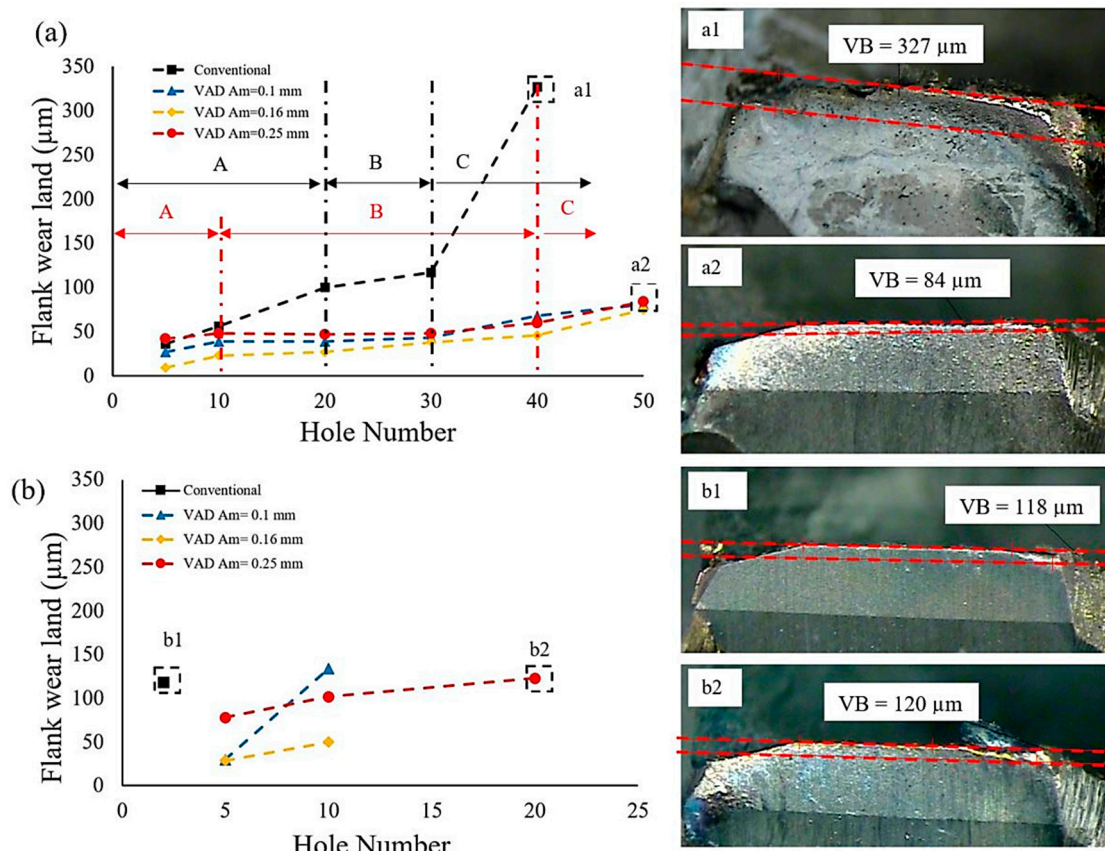 (a)
350
300
250
200
150
100
50
0
Flank wear land (µm)
Conventional
VAD Am=0.1 mm
VAD Am=0.16 mm
VAD Am=0.25 mm
A
B
C
A
B
C
a1
a2
0
10
20
30
40
50
Hole Number
a1
VB = 327 µm
a2
VB = 84 µm
(b)
350
300
250
200
150
100
50
0
Flank wear land (µm)
Conventional
VAD Am= 0.1 mm
VAD Am= 0.16 mm
VAD Am= 0.25 mm
b1
b2
0
5
10
15
20
25
Hole Number
b1
VB = 118 µm
b2
VB = 120 µm